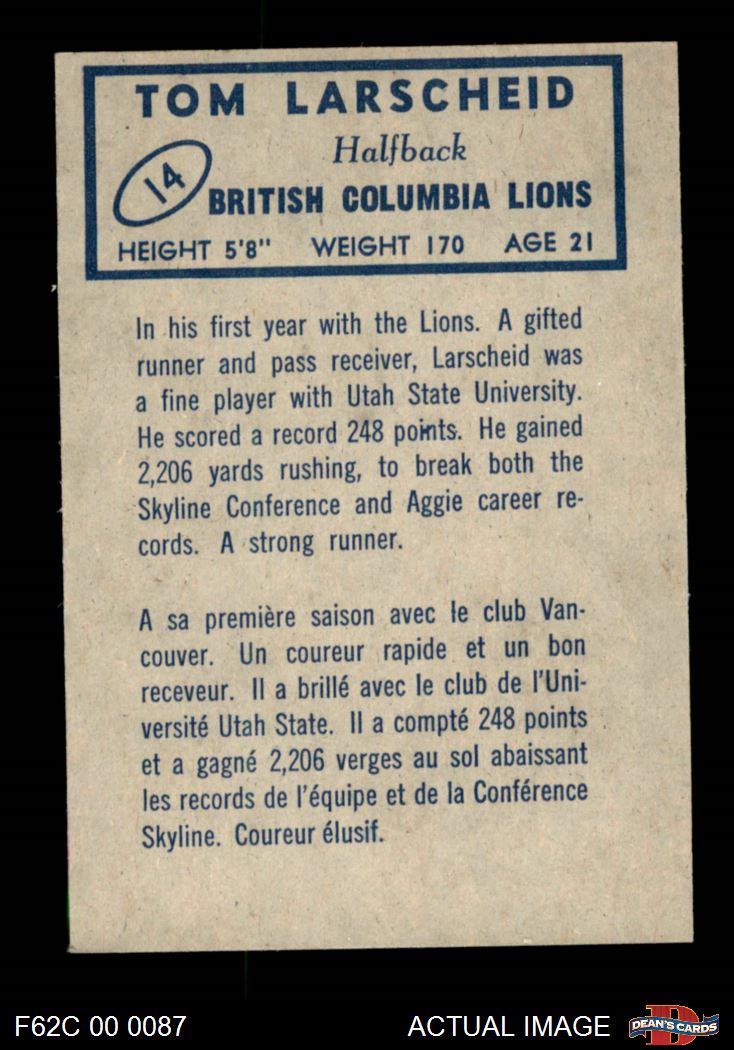 TOM LARSCHEID
Halfback
14
BRITISH COLUMBIA LIONS
HEIGHT 5'8" WEIGHT 170 AGE 21
In his first year with the Lions. A gifted
runner and pass receiver, Larscheid was
a fine player with Utah State University.
He scored a record 248 points. He gained
2,206 yards rushing, to break both the
Skyline Conference and Aggie career re-
cords. A strong runner.
A sa première saison avec le club Van-
couver. Un coureur rapide et un bon
receveur. Il a brillé avec le club de l'Uni-
versité Utah State. Il a compté 248 points
et a gagné 2,206 verges au sol abaissant
les records de l'équipe et de la Conférence
Skyline. Coureur élusif.
F62C 00 0087 ACTUAL IMAGE
D
DEAN'S CARDS